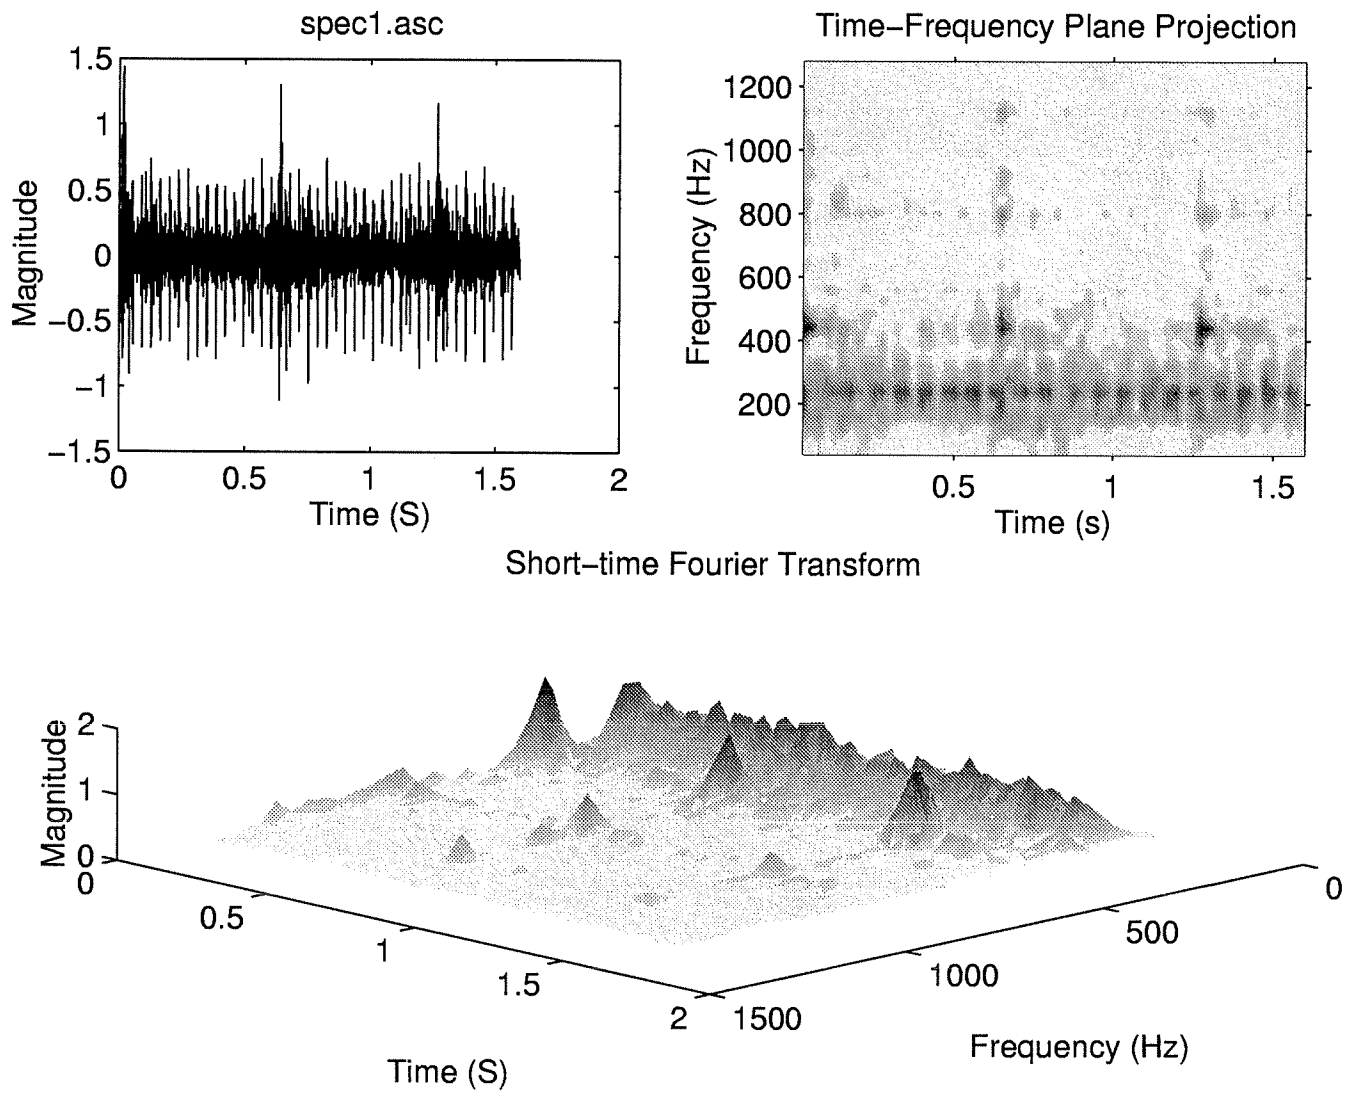 spec1.asc
1.5
1
0.5
0
−0.5
−1
−1.5
Magnitude
0 0.5 1 1.5 2
Time (S)
Time−Frequency Plane Projection
1200
1000
800
600
400
200
Frequency (Hz)
0.5 1 1.5
Time (s)
Short−time Fourier Transform
2
1
0
Magnitude
0
0.5
1
1.5
2
Time (S)
1500
1000
500
0
Frequency (Hz)